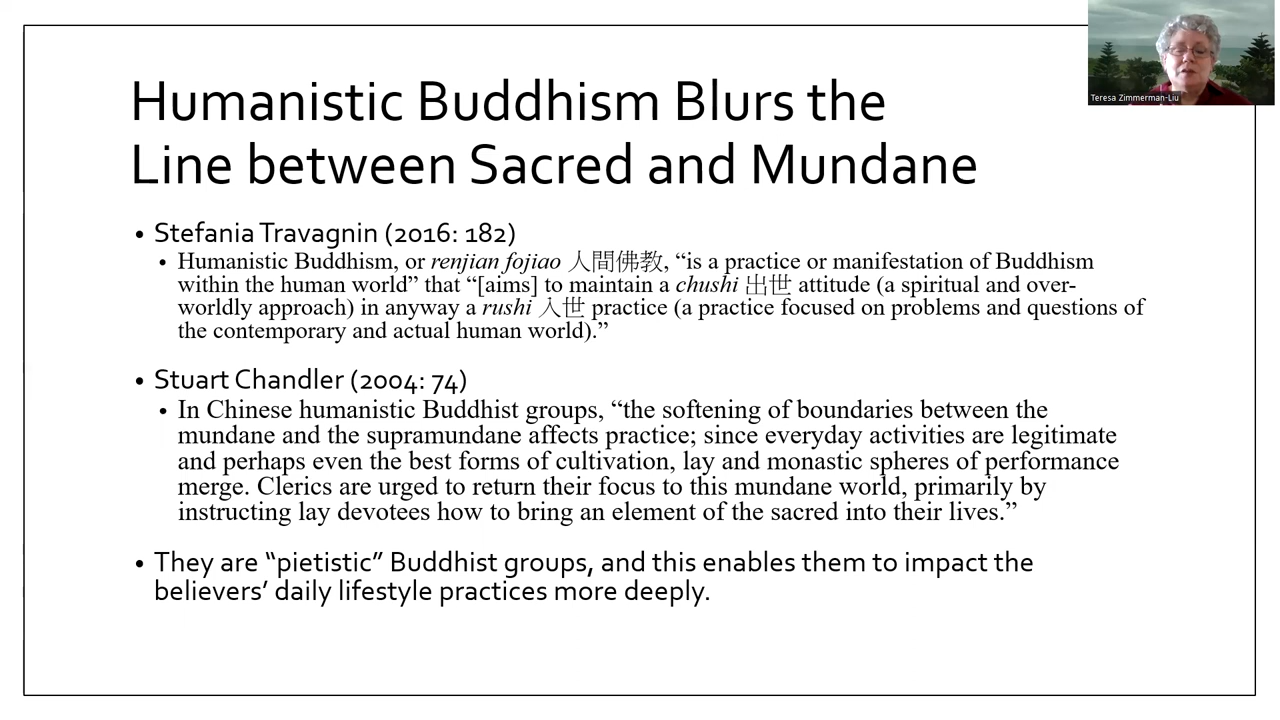 Humanistic Buddhism Blurs the
Line between Sacred and Mundane
Teresa Zimmerman-Liu
• Stefania Travagnin (2016: 182)
• Humanistic Buddhism, or renjian fojiao 人間佛教, “is a practice or manifestation of Buddhism
within the human world” that “[aims] to maintain a chushi 出世 attitude (a spiritual and over-
worldly approach) in anyway a rushi 入世 practice (a practice focused on problems and questions of
the contemporary and actual human world).”
• Stuart Chandler (2004: 74)
• In Chinese humanistic Buddhist groups, “the softening of boundaries between the
mundane and the supramundane affects practice; since everyday activities are legitimate
and perhaps even the best forms of cultivation, lay and monastic spheres of performance
merge. Clerics are urged to return their focus to this mundane world, primarily by
instructing lay devotees how to bring an element of the sacred into their lives.”
• They are “pietistic” Buddhist groups, and this enables them to impact the
believers’ daily lifestyle practices more deeply.